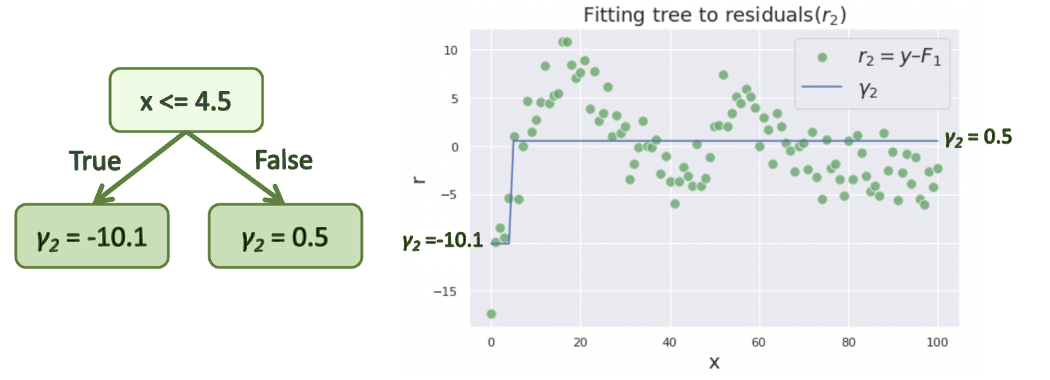 x <= 4.5
True
False
γ₂ = -10.1
γ₂ = 0.5
Fitting tree to residuals(r₂)
r₂ = y–F₁
γ₂
γ₂ = 0.5
γ₂ =-10.1
r
10
5
0
−5
−10
−15
0
20
40
60
80
100
x